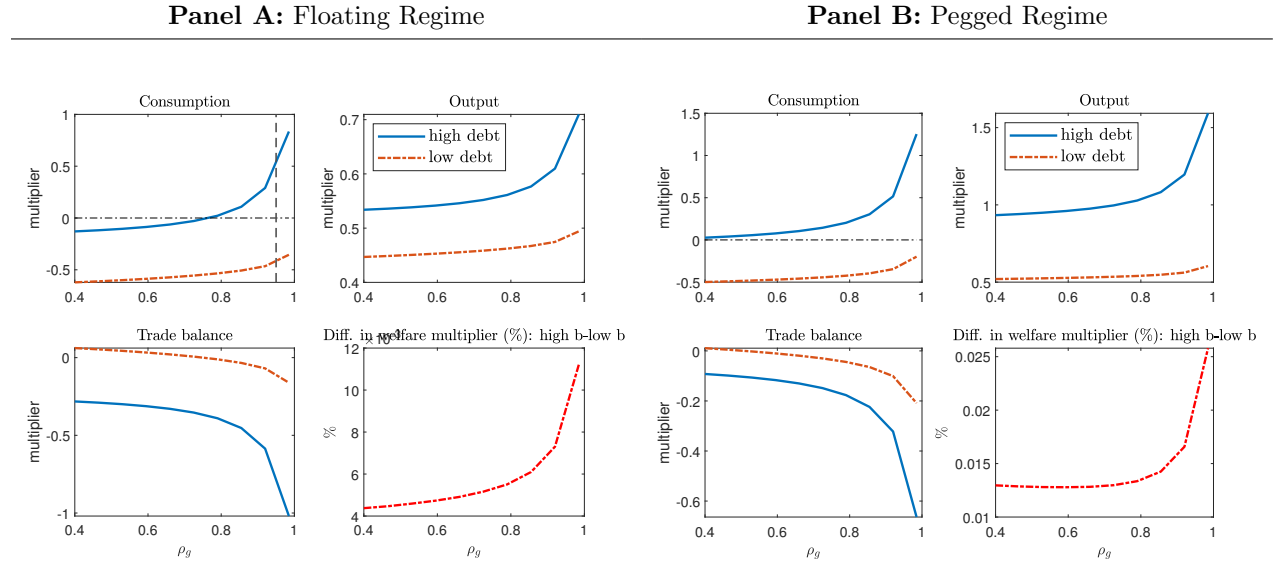 Panel A: Floating Regime
Panel B: Pegged Regime
Consumption
multiplier
1
0.5
0
-0.5
0.4
0.6
0.8
1
Output
multiplier
0.7
0.6
0.5
0.4
high debt
low debt
0.4
0.6
0.8
1
Trade balance
multiplier
0
-0.5
-1
0.4
0.6
0.8
1
ρg
Diff. in welfare multiplier (%): high b-low b
%
12
10
8
6
4
0.4
0.6
0.8
1
ρg
Consumption
multiplier
1.5
1
0.5
0
-0.5
0.4
0.6
0.8
1
Output
multiplier
1.5
1
0.5
high debt
low debt
0.4
0.6
0.8
1
Trade balance
multiplier
0
-0.2
-0.4
-0.6
0.4
0.6
0.8
1
ρg
Diff. in welfare multiplier (%): high b-low b
%
0.025
0.02
0.015
0.01
0.4
0.6
0.8
1
ρg